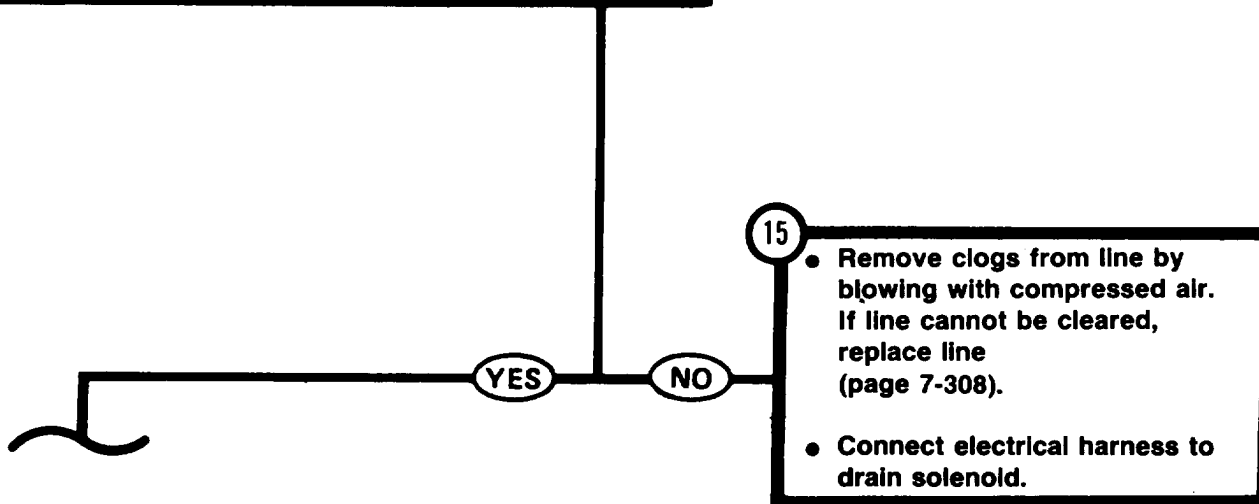 15
● Remove clogs from line by
blowing with compressed air.
If line cannot be cleared,
replace line
(page 7-308).
YES NO
● Connect electrical harness to
drain solenoid.